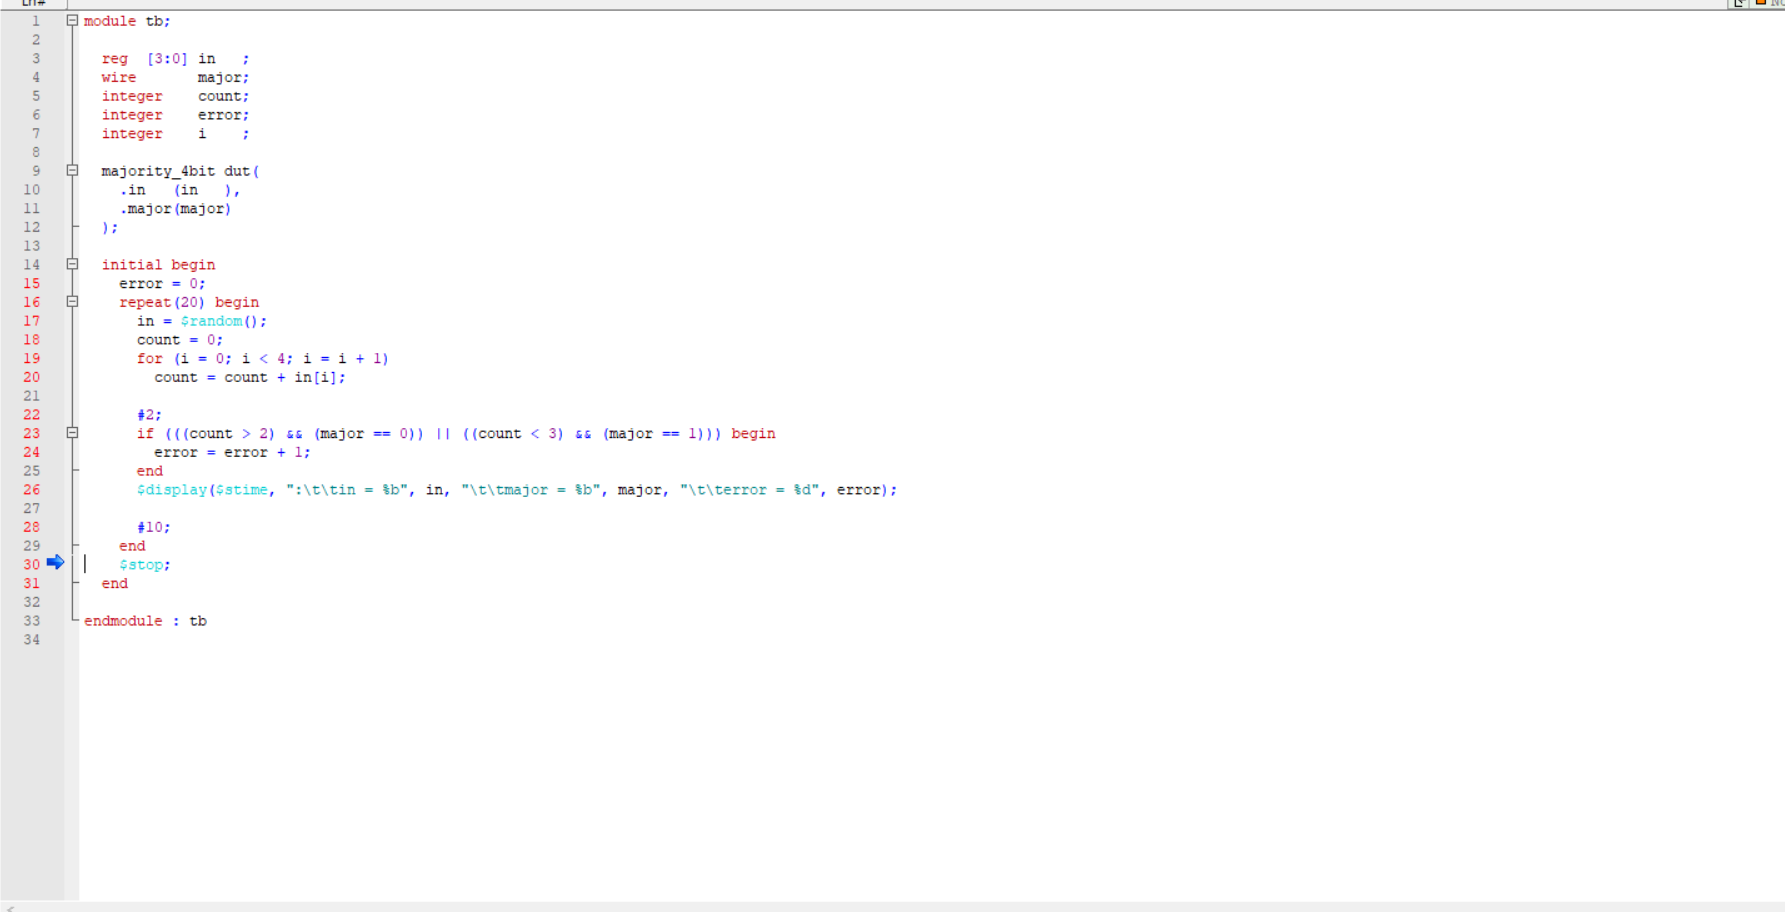 Ln#
1 module tb;
2
3 reg [3:0] in ;
4 wire major;
5 integer count;
6 integer error;
7 integer i ;
8
9 majority_4bit dut(
10 .in (in ),
11 .major(major)
12 );
13
14 initial begin
15 error = 0;
16 repeat(20) begin
17 in = $random();
18 count = 0;
19 for (i = 0; i < 4; i = i + 1)
20 count = count + in[i];
21
22 #2;
23 if (((count > 2) && (major == 0)) || ((count < 3) && (major == 1))) begin
24 error = error + 1;
25 end
26 $display($stime, ":\t\tin = %b", in, "\t\tmajor = %b", major, "\t\terror = %d", error);
27
28 #10;
29 end
30 $stop;
31 end
32
33 endmodule : tb
34